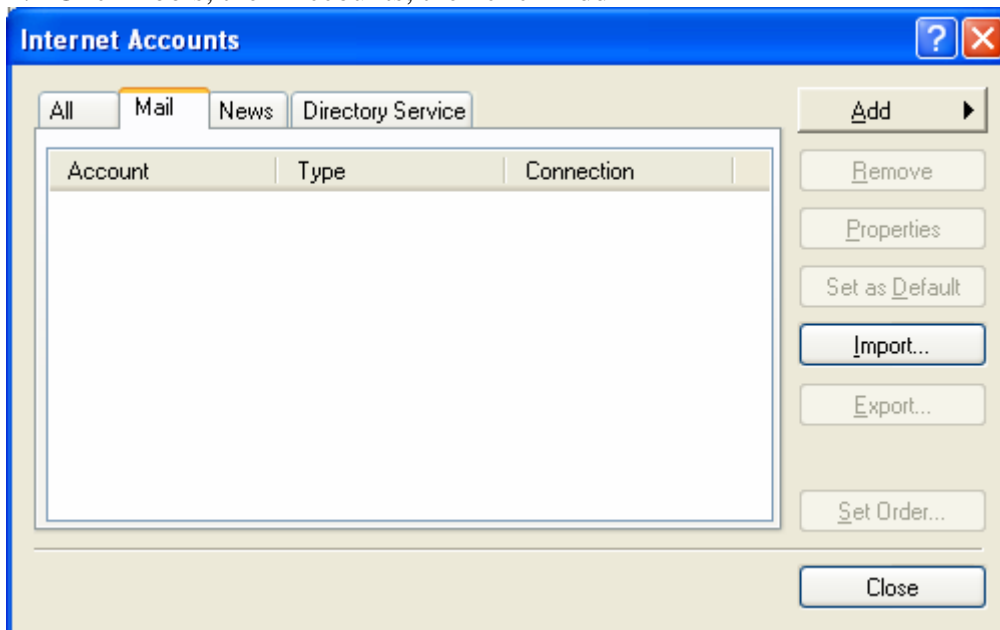 Internet Accounts
All Mail News Directory Service
Add
Account Type Connection
Remove
Properties
Set as Default
Import...
Export...
Set Order...
Close